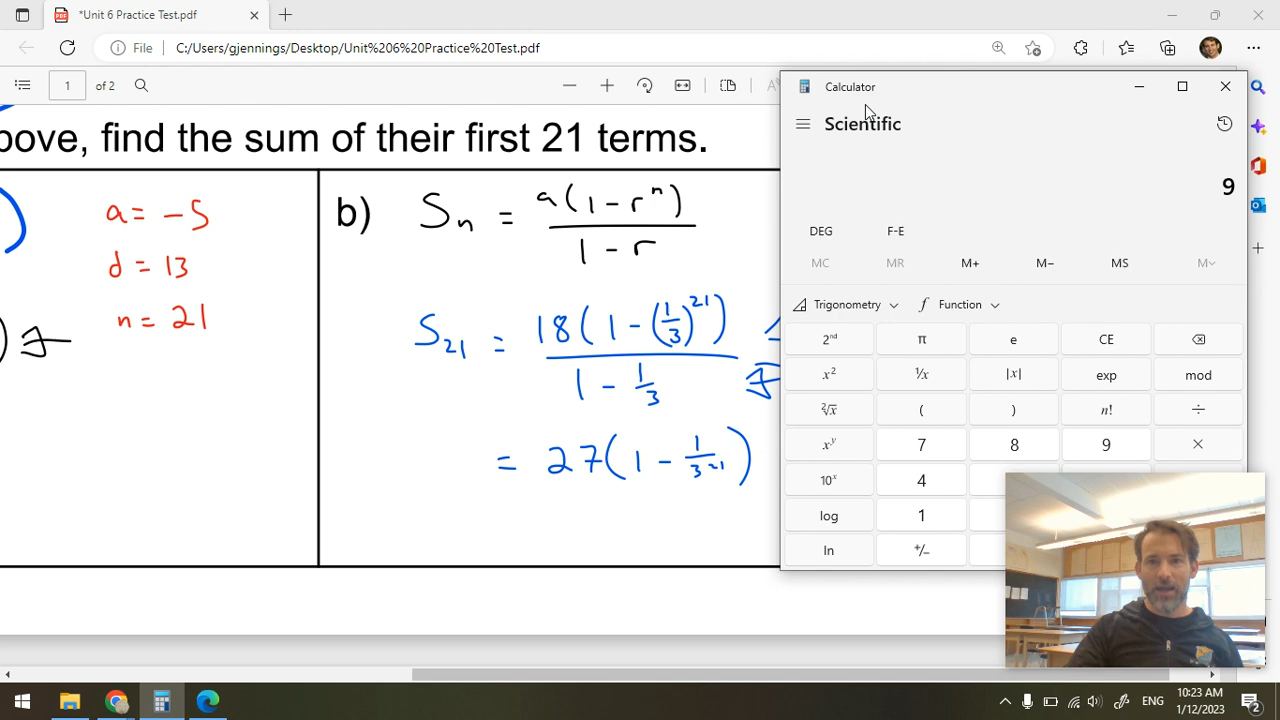 *Unit 6 Practice Test.pdf
File C:/Users/gjennings/Desktop/Unit%206%20Practice%20Test.pdf
1 of 2
bove, find the sum of their first 21 terms.
a = -5
d = 13
n = 21
b) Sₙ = a(1 - rⁿ) / 1 - r
S₂₁ = 18(1 - (1/3)²¹) / 1 - 1/3
= 27(1 - 1/3²¹)
Calculator
Scientific
9
DEG F-E
MC MR M+ M− MS M
Trigonometry Function
2ⁿᵈ π e CE
x² ¹/x |x| exp mod
²√x ( ) n! ÷
xʸ 7 8 9 ×
10ˣ 4
log 1
ln +/−
ENG
10:23 AM
1/12/2023
2